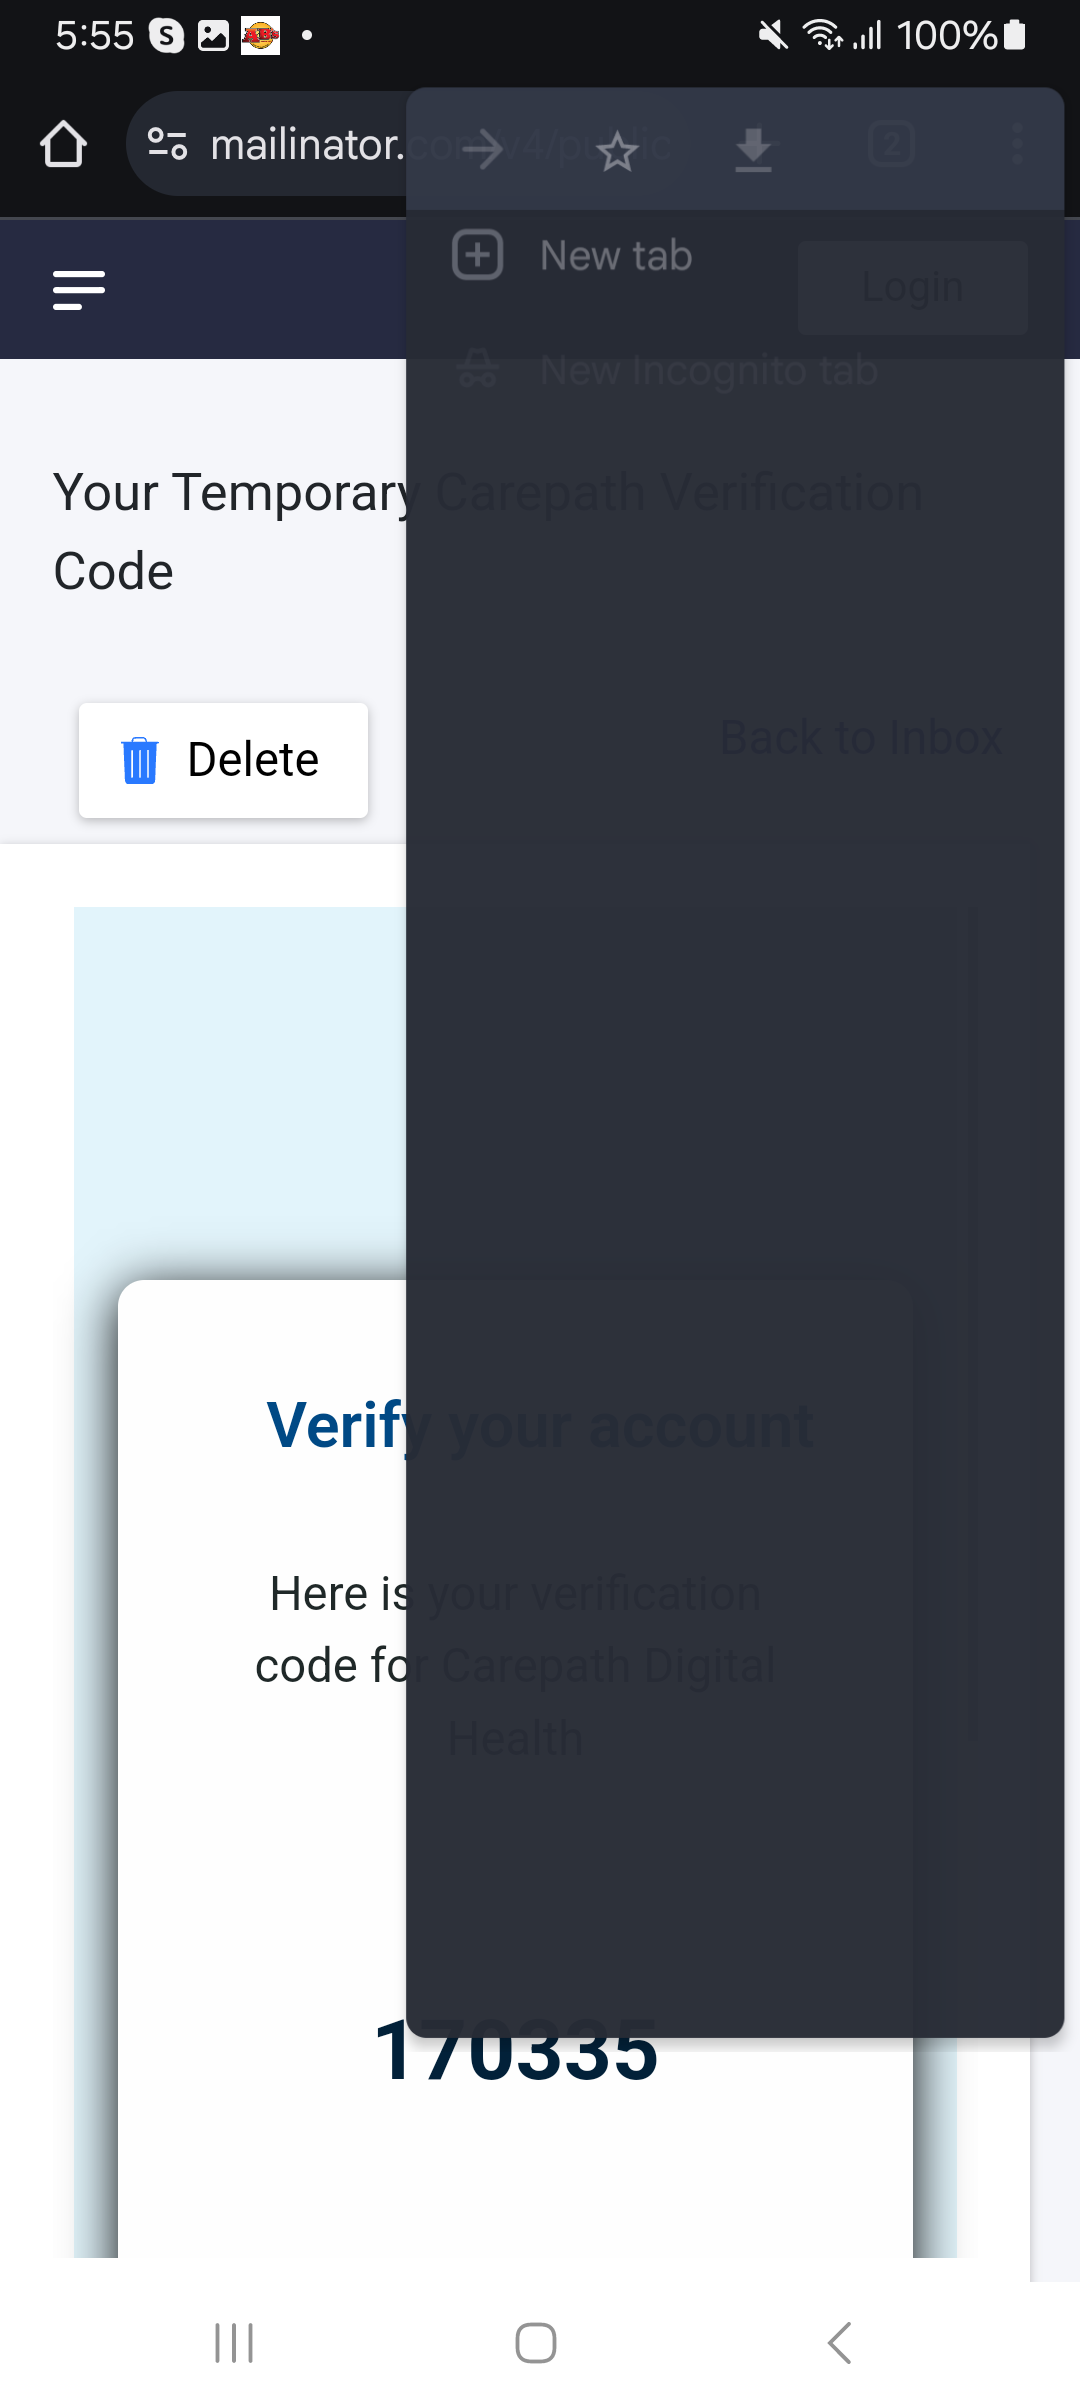 5:55 S 100%
mailinator.com/v4/public 2
New tab Login
New Incognito tab
Your Temporary Carepath Verification
Code
Back to Inbox
Delete
Verify your account
Here is your verification
code for Carepath Digital
Health
170335